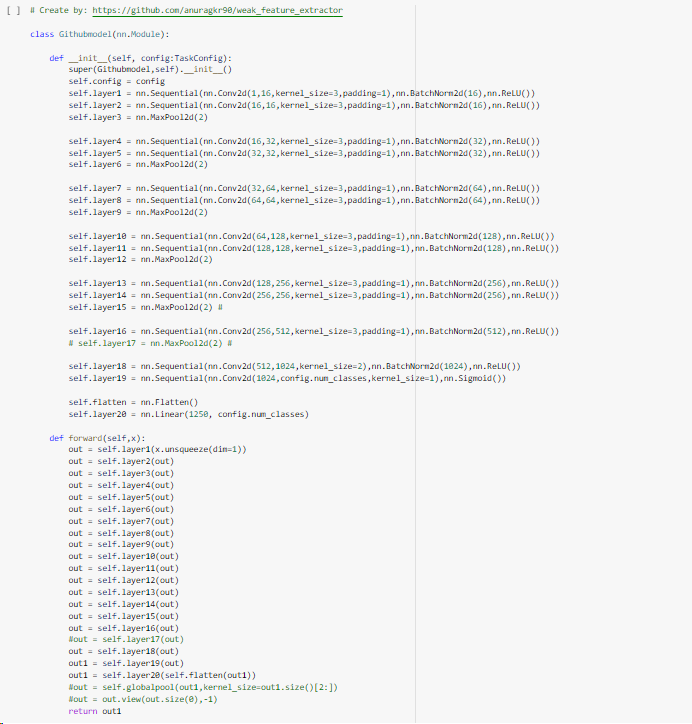 [ ] # Create by: https://github.com/anuragkr90/weak_feature_extractor
class Githubmodel(nn.Module):
def __init__(self, config:TaskConfig):
super(Githubmodel,self).__init__()
self.config = config
self.layer1 = nn.Sequential(nn.Conv2d(1,16,kernel_size=3,padding=1),nn.BatchNorm2d(16),nn.ReLU())
self.layer2 = nn.Sequential(nn.Conv2d(16,16,kernel_size=3,padding=1),nn.BatchNorm2d(16),nn.ReLU())
self.layer3 = nn.MaxPool2d(2)
self.layer4 = nn.Sequential(nn.Conv2d(16,32,kernel_size=3,padding=1),nn.BatchNorm2d(32),nn.ReLU())
self.layer5 = nn.Sequential(nn.Conv2d(32,32,kernel_size=3,padding=1),nn.BatchNorm2d(32),nn.ReLU())
self.layer6 = nn.MaxPool2d(2)
self.layer7 = nn.Sequential(nn.Conv2d(32,64,kernel_size=3,padding=1),nn.BatchNorm2d(64),nn.ReLU())
self.layer8 = nn.Sequential(nn.Conv2d(64,64,kernel_size=3,padding=1),nn.BatchNorm2d(64),nn.ReLU())
self.layer9 = nn.MaxPool2d(2)
self.layer10 = nn.Sequential(nn.Conv2d(64,128,kernel_size=3,padding=1),nn.BatchNorm2d(128),nn.ReLU())
self.layer11 = nn.Sequential(nn.Conv2d(128,128,kernel_size=3,padding=1),nn.BatchNorm2d(128),nn.ReLU())
self.layer12 = nn.MaxPool2d(2)
self.layer13 = nn.Sequential(nn.Conv2d(128,256,kernel_size=3,padding=1),nn.BatchNorm2d(256),nn.ReLU())
self.layer14 = nn.Sequential(nn.Conv2d(256,256,kernel_size=3,padding=1),nn.BatchNorm2d(256),nn.ReLU())
self.layer15 = nn.MaxPool2d(2) #
self.layer16 = nn.Sequential(nn.Conv2d(256,512,kernel_size=3,padding=1),nn.BatchNorm2d(512),nn.ReLU())
# self.layer17 = nn.MaxPool2d(2) #
self.layer18 = nn.Sequential(nn.Conv2d(512,1024,kernel_size=2),nn.BatchNorm2d(1024),nn.ReLU())
self.layer19 = nn.Sequential(nn.Conv2d(1024,config.num_classes,kernel_size=1),nn.Sigmoid())
self.flatten = nn.Flatten()
self.layer20 = nn.Linear(1250, config.num_classes)
def forward(self,x):
out = self.layer1(x.unsqueeze(dim=1))
out = self.layer2(out)
out = self.layer3(out)
out = self.layer4(out)
out = self.layer5(out)
out = self.layer6(out)
out = self.layer7(out)
out = self.layer8(out)
out = self.layer9(out)
out = self.layer10(out)
out = self.layer11(out)
out = self.layer12(out)
out = self.layer13(out)
out = self.layer14(out)
out = self.layer15(out)
out = self.layer16(out)
#out = self.layer17(out)
out = self.layer18(out)
out1 = self.layer19(out)
out1 = self.layer20(self.flatten(out1))
#out = self.globalpool(out1,kernel_size=out1.size()[2:])
#out = out.view(out.size(0),-1)
return out1